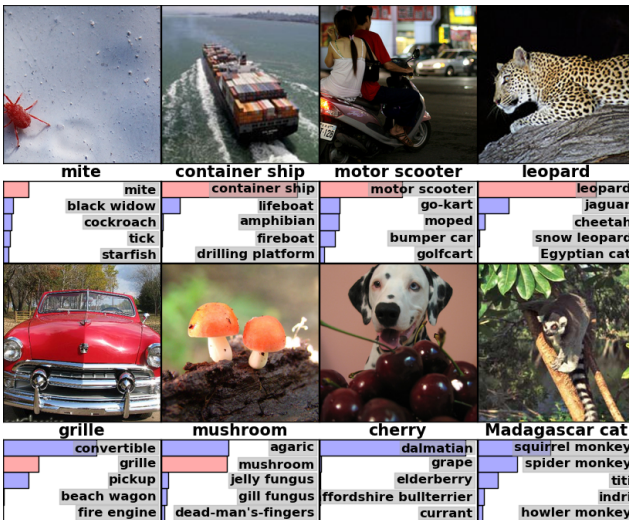 mite container ship motor scooter leopard
mite container ship motor scooter leopard
black widow lifeboat go-kart jaguar
cockroach amphibian moped cheetah
tick fireboat bumper car snow leopard
starfish drilling platform golfcart Egyptian cat
grille mushroom cherry Madagascar cat
convertible agaric dalmatian squirrel monkey
grille mushroom grape spider monkey
pickup jelly fungus elderberry titi
beach wagon gill fungus ffordshire bullterrier indri
fire engine dead-man's-fingers currant howler monkey